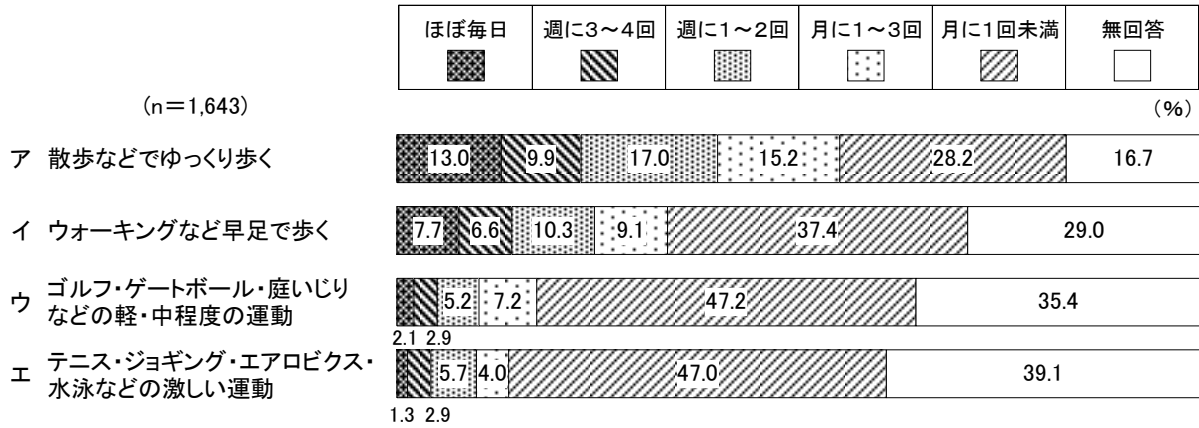 ほぼ毎日 週に3～4回 週に1～2回 月に1～3回 月に1回未満 無回答
(n＝1,643) (%)
ア 散歩などでゆっくり歩く 13.0 9.9 17.0 15.2 28.2 16.7
イ ウォーキングなど早足で歩く 7.7 6.6 10.3 9.1 37.4 29.0
ウ ゴルフ・ゲートボール・庭いじり
などの軽・中程度の運動 5.2 7.2 47.2 35.4
2.1 2.9
エ テニス・ジョギング・エアロビクス・
水泳などの激しい運動 5.7 4.0 47.0 39.1
1.3 2.9